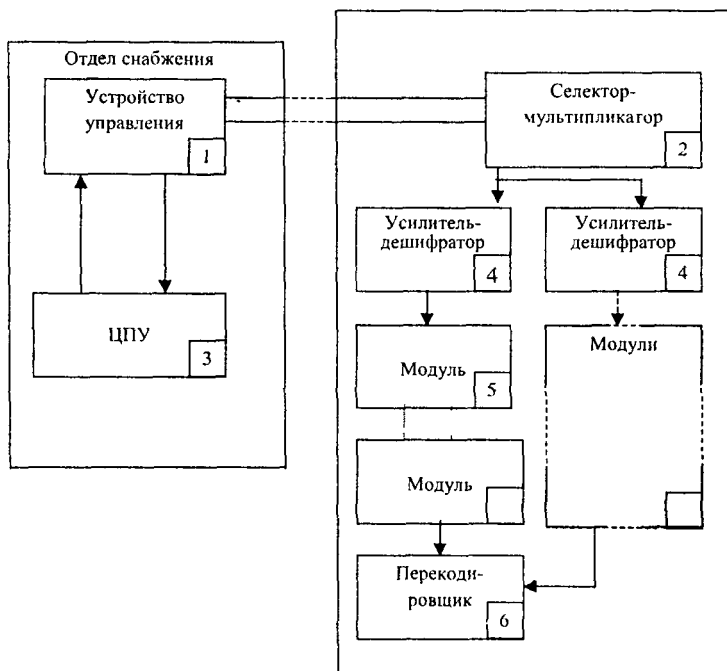 Отдел снабжения
Устройство
управления
1
ЦПУ
3
Селектор-
мультипликатор
2
Усилитель-
дешифратор
4
Усилитель-
дешифратор
4
Модуль
5
Модули
Модуль
Перекоди-
ровщик
6